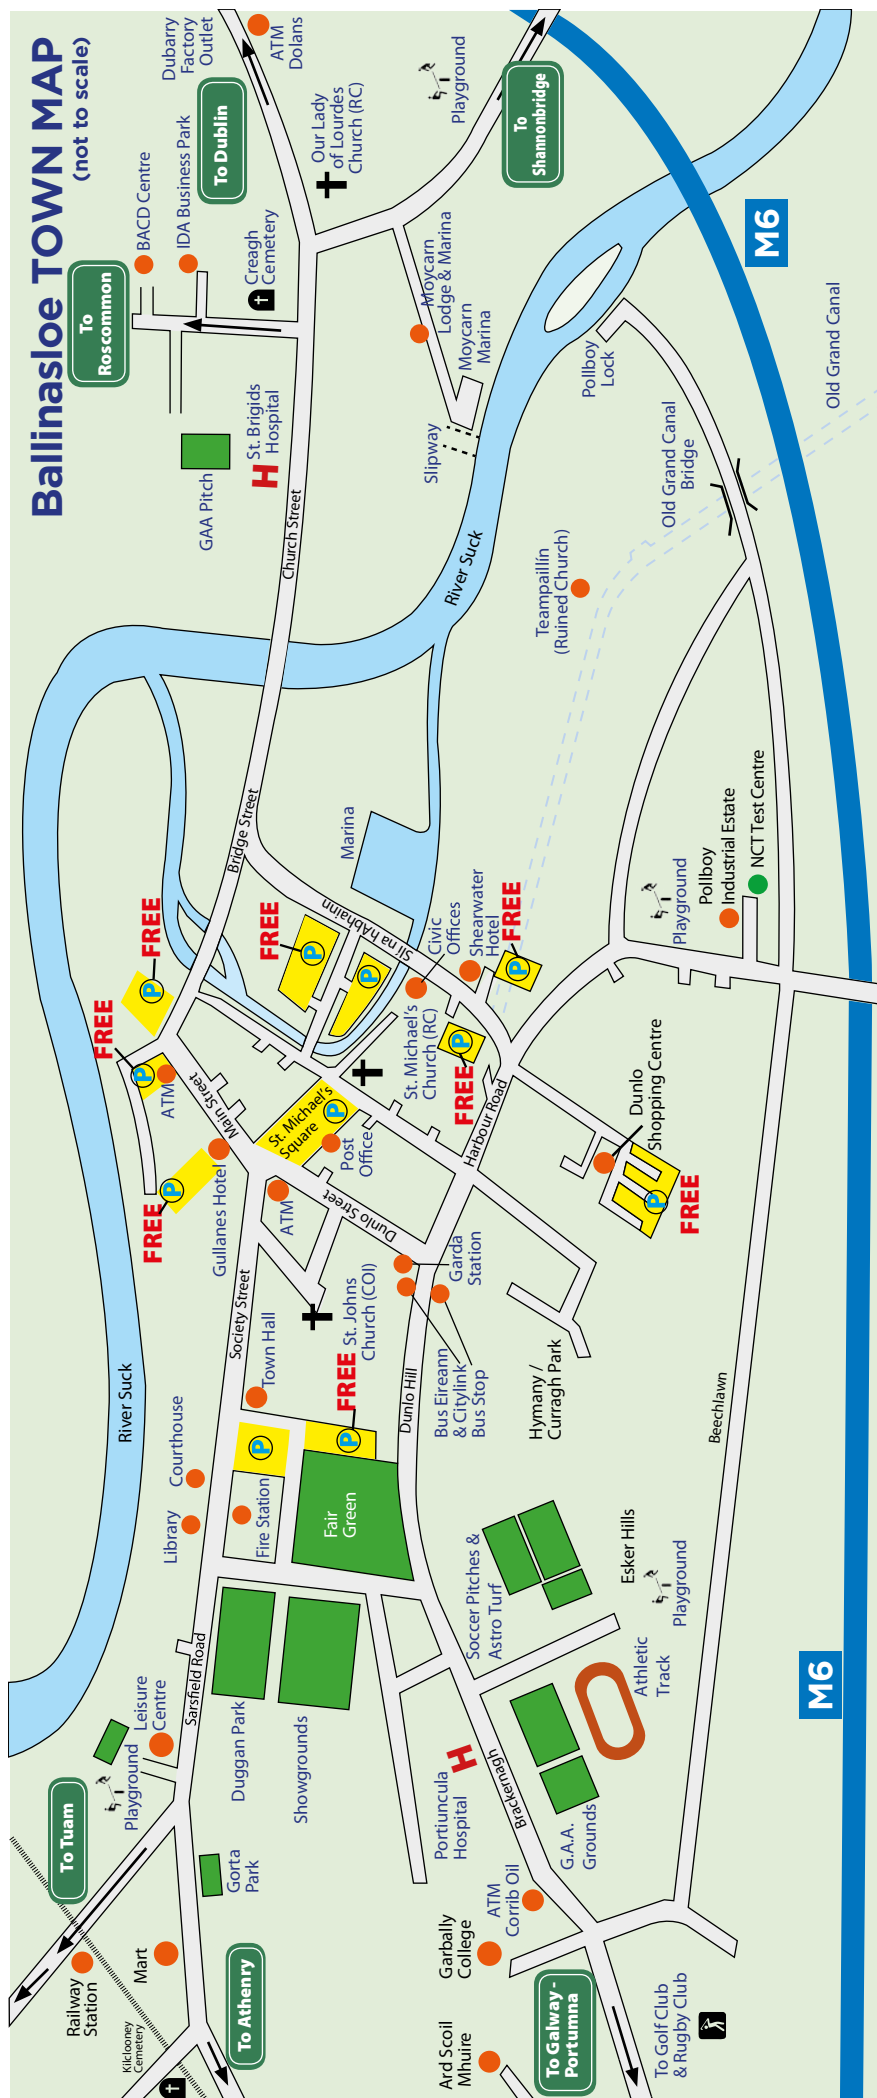 Ballinasloe TOWN MAP
(not to scale)
Dubarry
Factory
Outlet
ATM
Dolans
To Dublin
Our Lady
of Lourdes
Church (RC)
Playground
To
Shannonbridge
M6
BACD Centre
IDA Business Park
To
Roscommon
Creagh
Cemetery
Moycarn
Lodge & Marina
Moycarn
Marina
Slipway
Pollboy
Lock
Old Grand Canal
Old Grand Canal
Bridge
GAA Pitch
H
St. Brigids
Hospital
Church Street
River Suck
Teampaillín
(Ruined Church)
Bridge Street
Marina
Slí na hAbhainn
Civic
Offices
Shearwater
Hotel
FREE
P
FREE
P
FREE
P
P
FREE
P
FREE
P
P
FREE
P
ATM
Main Street
Gullanes Hotel
St. Michael's
Square
P
Post
Office
ATM
Dunlo Street
St. Michael's
Church (RC)
Harbour Road
Playground
Pollboy
Industrial Estate
NCT Test Centre
Dunlo
Shopping Centre
P
FREE
Garda
Station
Bus Eireann
& Citylink
Bus Stop
Hymany /
Curragh Park
Beechlawn
Society Street
St. Johns
Church (COI)
Town Hall
FREE
P
P
Dunlo Hill
River Suck
Courthouse
Library
Fire Station
Fair
Green
Soccer Pitches &
Astro Turf
Esker Hills
Playground
Athletic
Track
Sarsfield Road
Duggan Park
Showgrounds
Leisure
Centre
Playground
To Tuam
Gorta
Park
H
Portiuncula
Hospital
Brackernagh
G.A.A.
Grounds
M6
ATM
Corrib Oil
Garbally
College
Railway
Station
Mart
Kilclooney
Cemetery
To Athenry
Ard Scoil
Mhuire
To Galway -
Portumna
To Golf Club
& Rugby Club